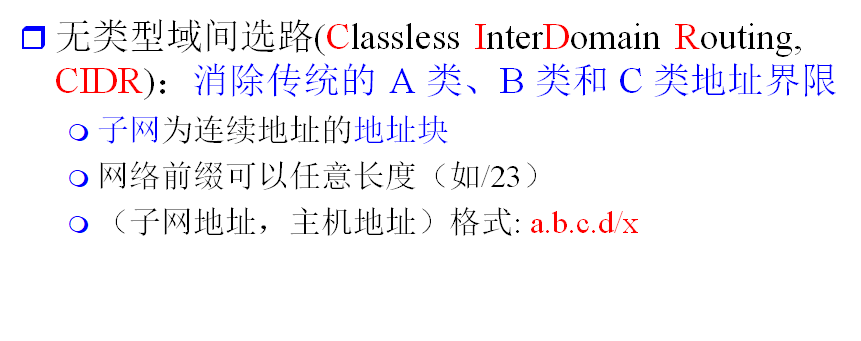 无类型域间选路(Classless InterDomain Routing,
CIDR)：消除传统的 A 类、B 类和 C 类地址界限
子网为连续地址的地址块
网络前缀可以任意长度（如/23）
（子网地址，主机地址）格式: a.b.c.d/x